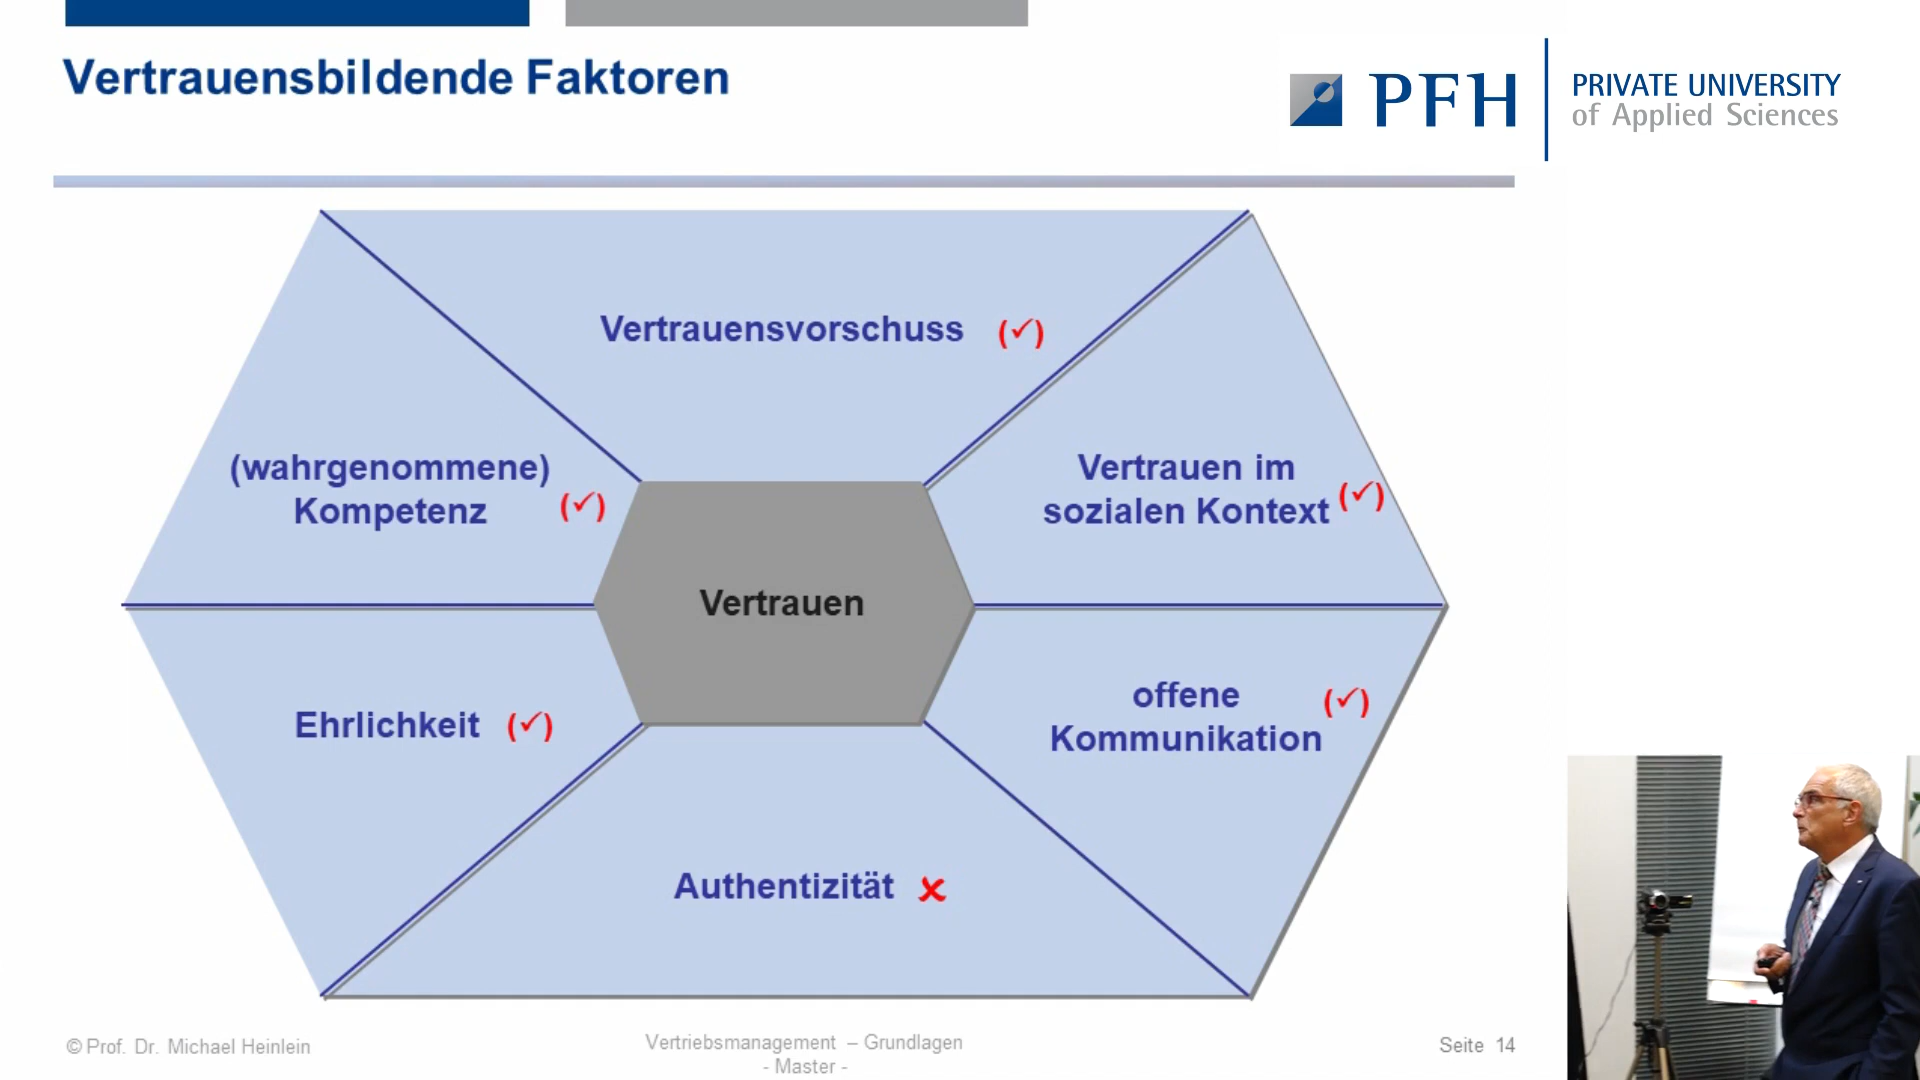 Vertrauensbildende Faktoren
PFH
PRIVATE UNIVERSITY
of Applied Sciences
Vertrauensvorschuss (✓)
(wahrgenommene)
Kompetenz (✓)
Vertrauen im
sozialen Kontext (✓)
Vertrauen
Ehrlichkeit (✓)
offene
Kommunikation (✓)
Authentizität ✘
© Prof. Dr. Michael Heinlein
Vertriebsmanagement – Grundlagen
- Master -
Seite 14